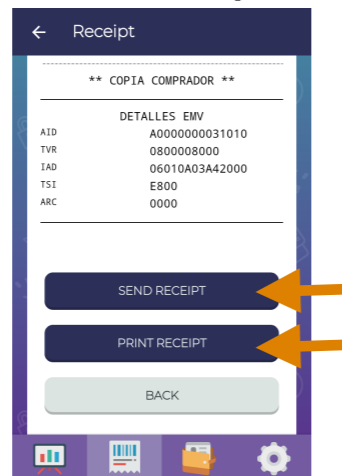 Receipt
** COPIA COMPRADOR **
DETALLES EMV
AID A0000000031010
TVR 0800008000
IAD 06010A03A42000
TSI E800
ARC 0000
SEND RECEIPT
PRINT RECEIPT
BACK